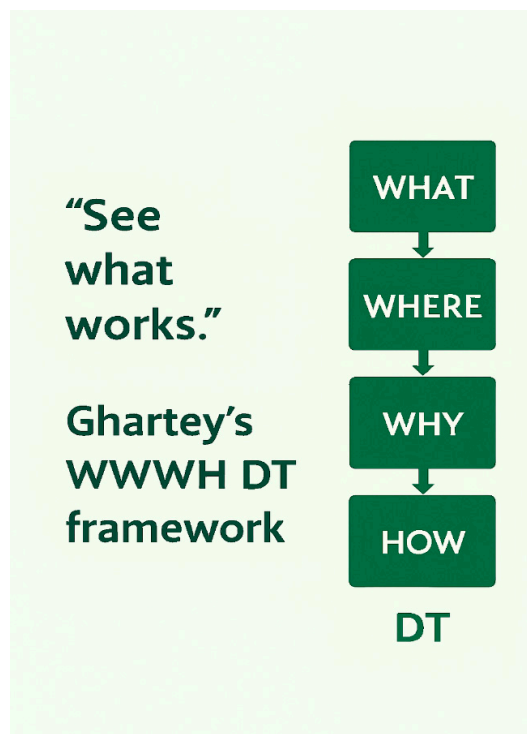 “See
what
works.”
Ghartey’s
WWWH DT
framework
WHAT
WHERE
WHY
HOW
DT